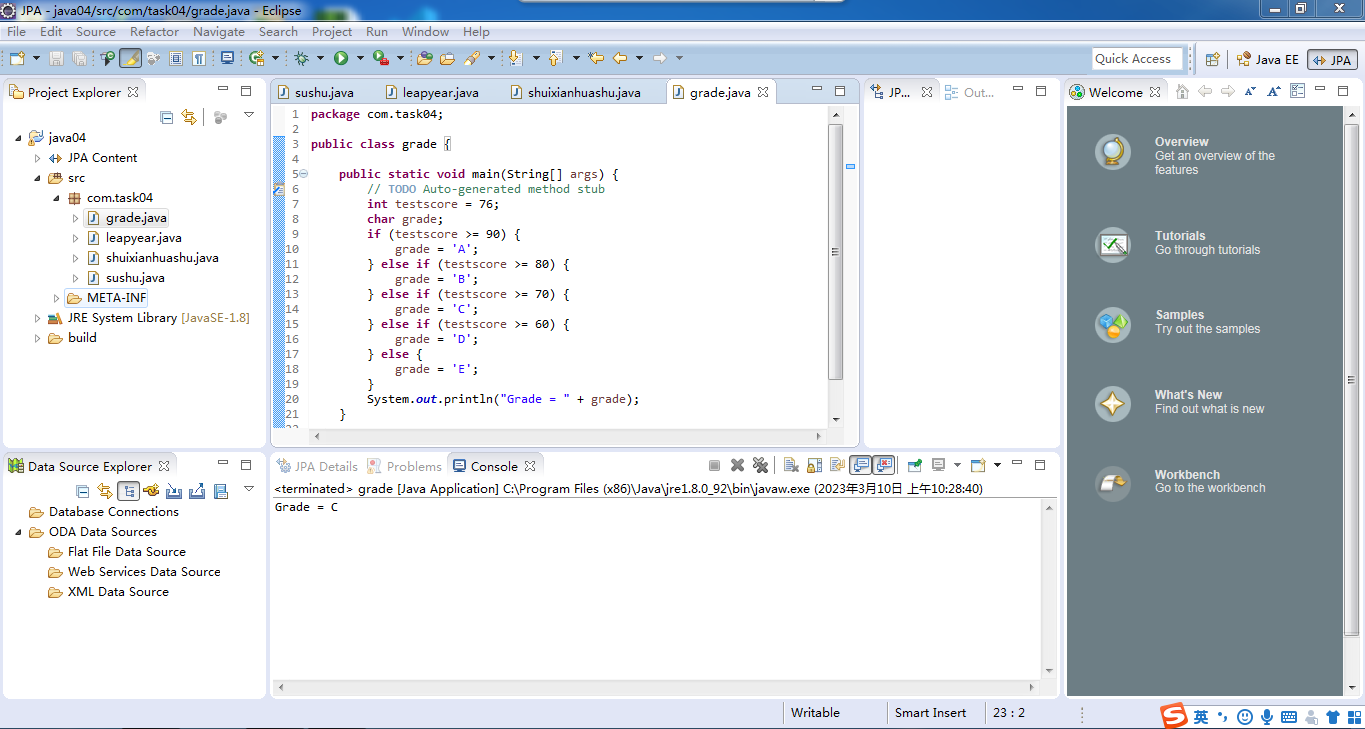 JPA - java04/src/com/task04/grade.java - Eclipse
File Edit Source Refactor Navigate Search Project Run Window Help
Quick Access
Java EE
JPA
Project Explorer
java04
JPA Content
src
com.task04
grade.java
leapyear.java
shuixianhuashu.java
sushu.java
META-INF
JRE System Library [JavaSE-1.8]
build
sushu.java leapyear.java shuixianhuashu.java grade.java
1 package com.task04;
2
3 public class grade {
4
5 public static void main(String[] args) {
6 // TODO Auto-generated method stub
7 int testscore = 76;
8 char grade;
9 if (testscore >= 90) {
10 grade = 'A';
11 } else if (testscore >= 80) {
12 grade = 'B';
13 } else if (testscore >= 70) {
14 grade = 'C';
15 } else if (testscore >= 60) {
16 grade = 'D';
17 } else {
18 grade = 'E';
19 }
20 System.out.println("Grade = " + grade);
21 }
JP... Out...
Welcome
Overview
Get an overview of the
features
Tutorials
Go through tutorials
Samples
Try out the samples
What's New
Find out what is new
Workbench
Go to the workbench
Data Source Explorer
Database Connections
ODA Data Sources
Flat File Data Source
Web Services Data Source
XML Data Source
JPA Details Problems Console
<terminated> grade [Java Application] C:\Program Files (x86)\Java\jre1.8.0_92\bin\javaw.exe (2023年3月10日 上午10:28:40)
Grade = C
Writable Smart Insert 23 : 2
英